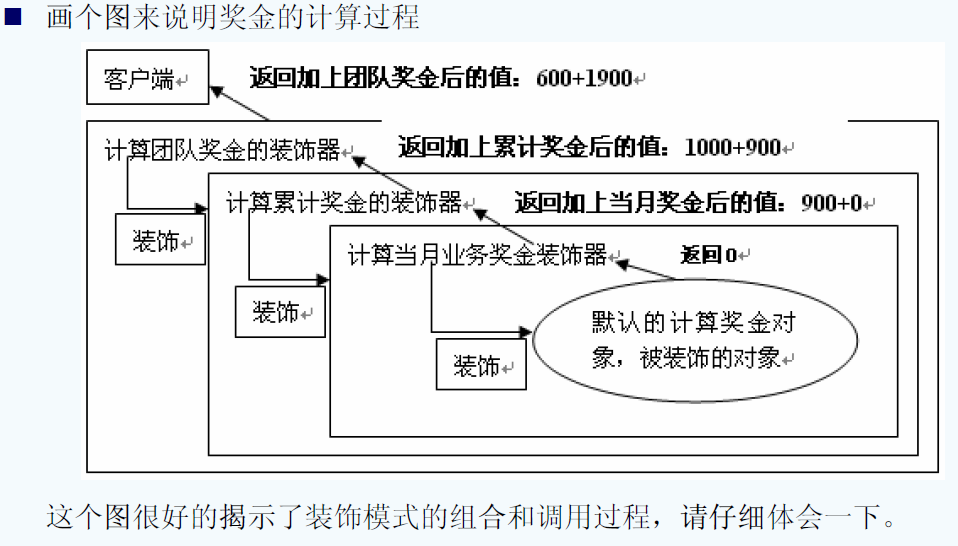 画个图来说明奖金的计算过程
客户端
返回加上团队奖金后的值：600+1900
计算团队奖金的装饰器
返回加上累计奖金后的值：1000+900
装饰
计算累计奖金的装饰器
返回加上当月奖金后的值：900+0
装饰
计算当月业务奖金装饰器
返回0
装饰
默认的计算奖金对
象，被装饰的对象
这个图很好的揭示了装饰模式的组合和调用过程，请仔细体会一下。